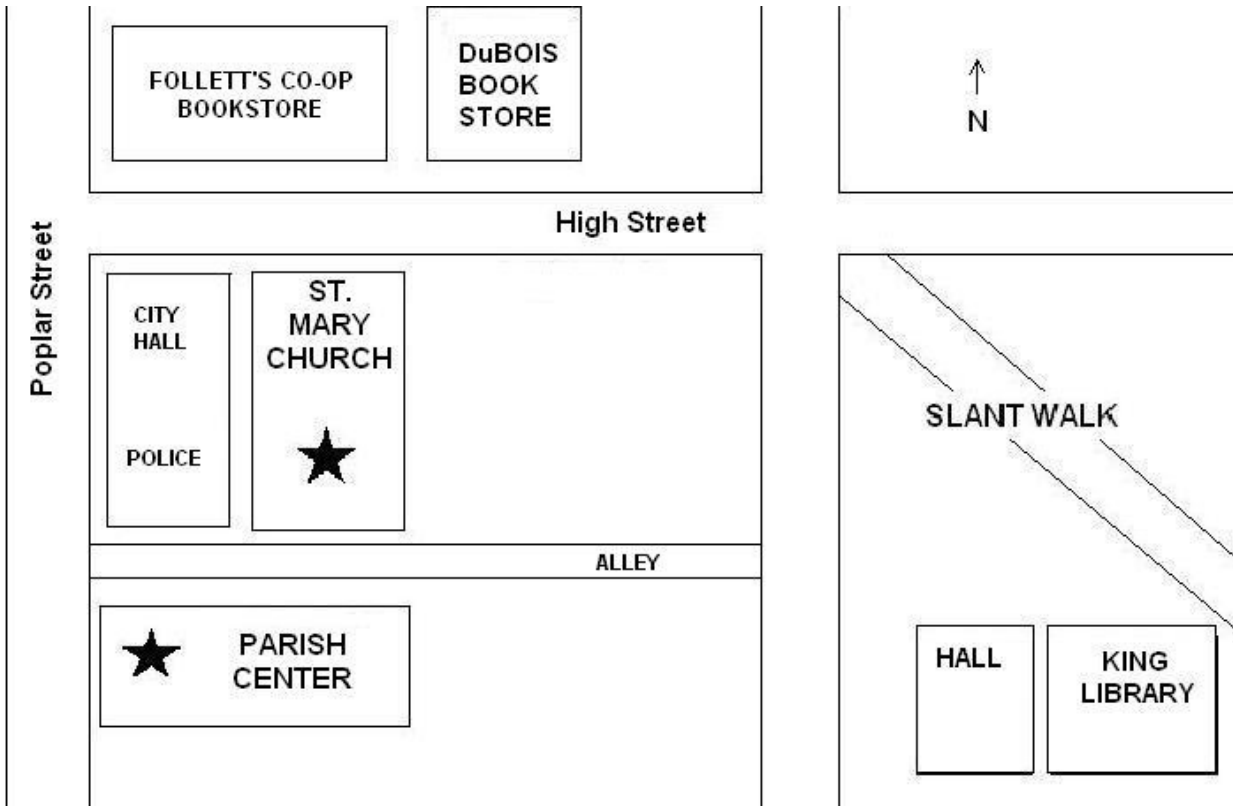 FOLLETT'S CO-OP
BOOKSTORE
DuBOIS
BOOK
STORE
N
High Street
Poplar Street
CITY
HALL
POLICE
ST.
MARY
CHURCH
SLANT WALK
ALLEY
PARISH
CENTER
HALL
KING
LIBRARY